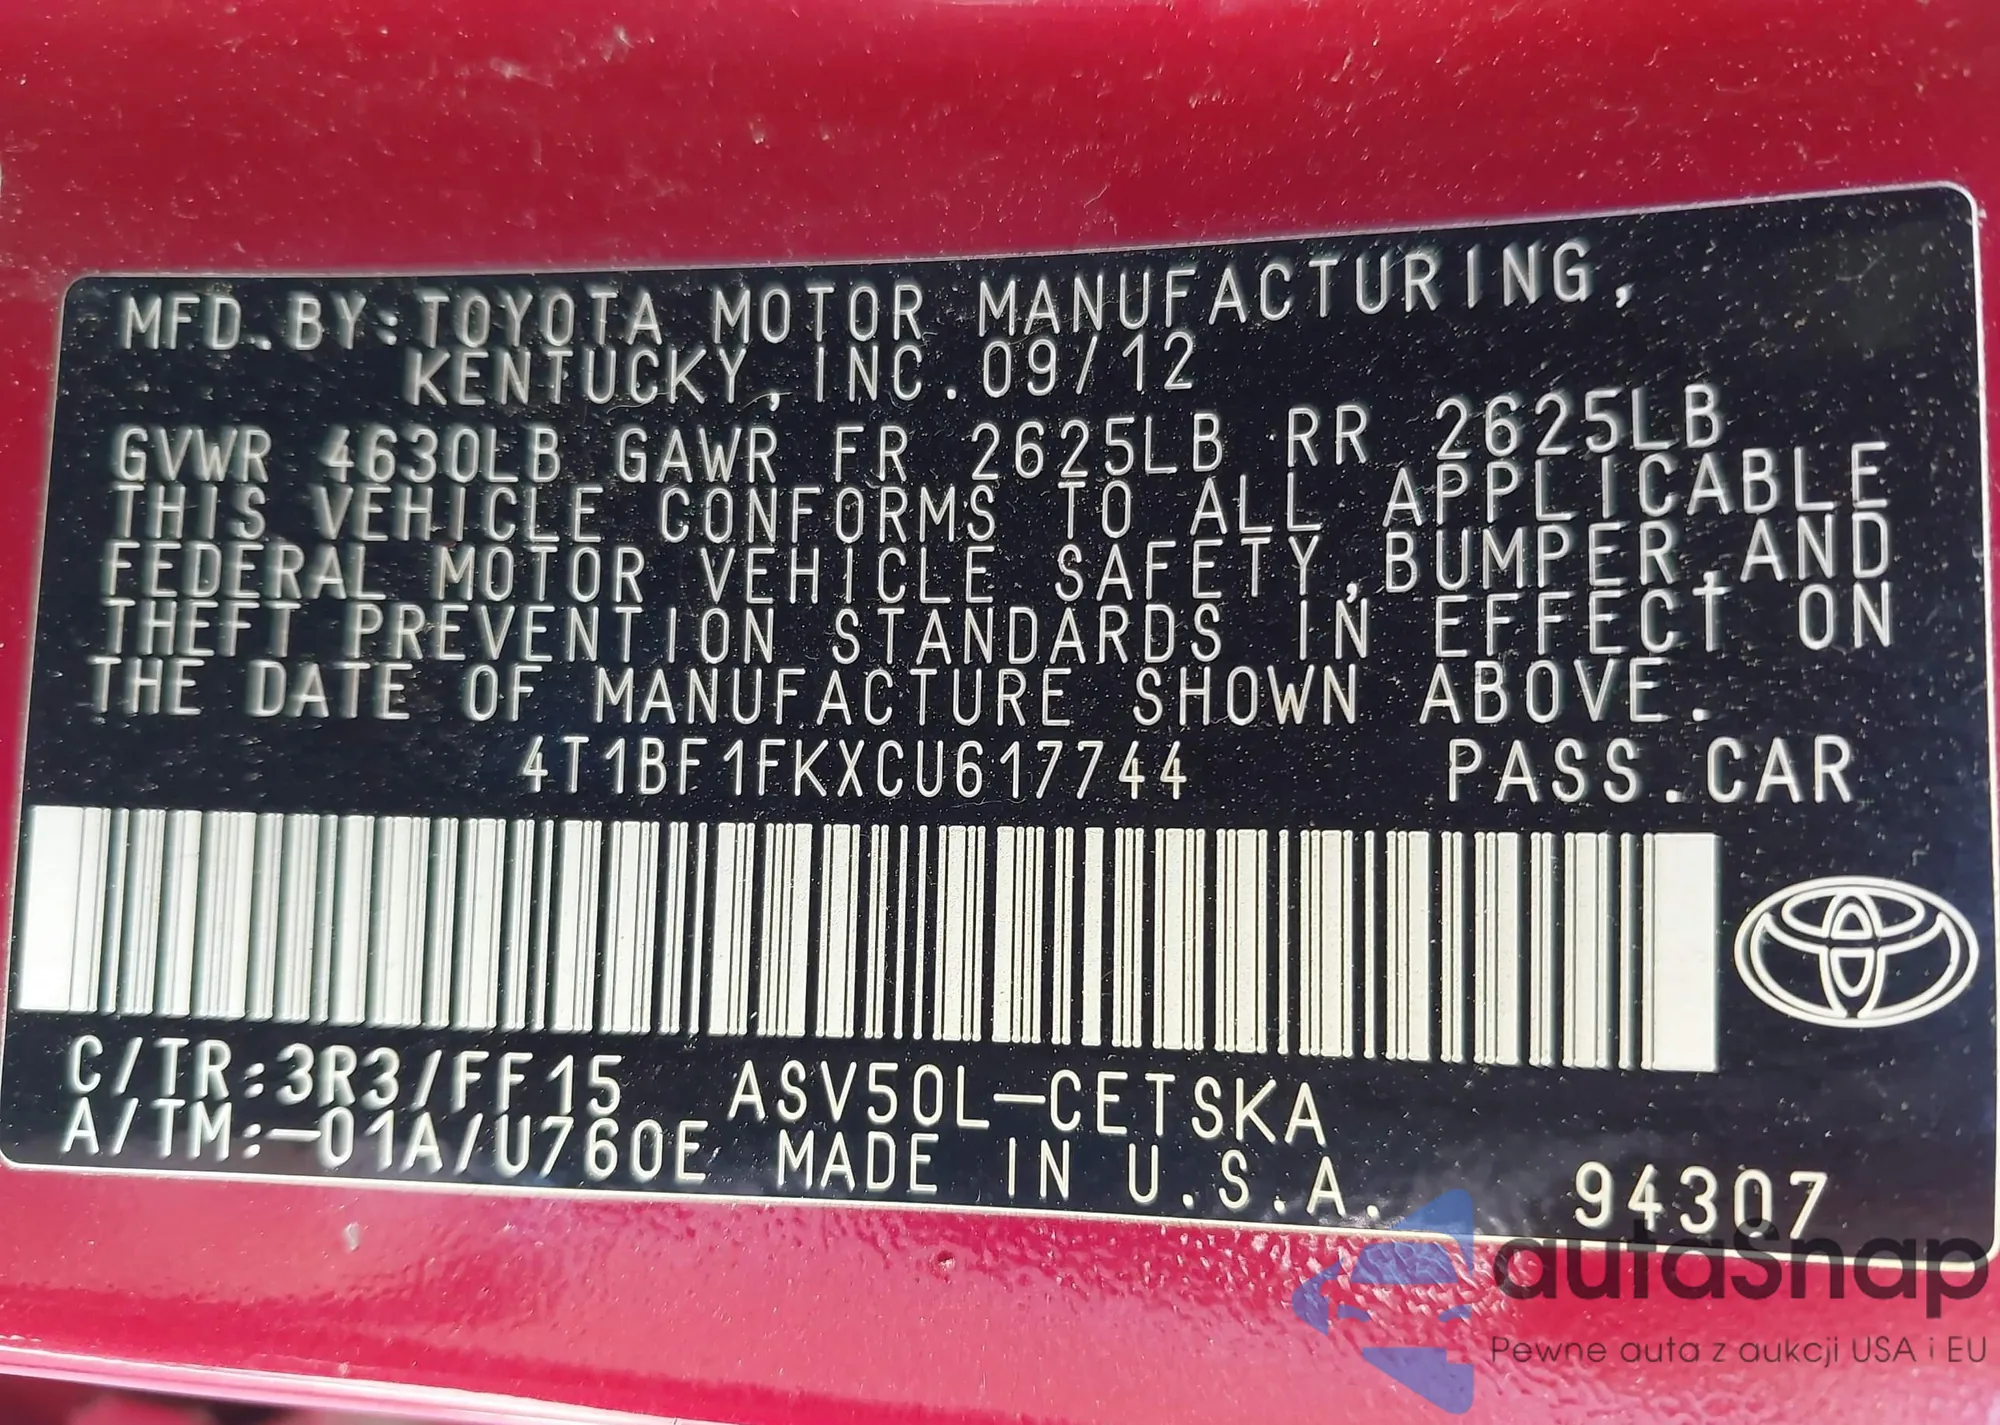 MFD. BY: TOYOTA MOTOR MANUFACTURING,
KENTUCKY, INC. 09/12
GVWR 4630LB GAWR FR 2625LB RR 2625LB
THIS VEHICLE CONFORMS TO ALL APPLICABLE
FEDERAL MOTOR VEHICLE SAFETY, BUMPER, AND
THEFT PREVENTION STANDARDS IN EFFECT ON
THE DATE OF MANUFACTURE SHOWN ABOVE.
4T1BF1FKXCU617744 PASS. CAR
C/TR: 3R3/FF15 ASV50L-CETSKA
A/TM: -01A/U760E MADE IN U.S.A. 94307
autaSnap
Pewne auta z aukcji USA i EU